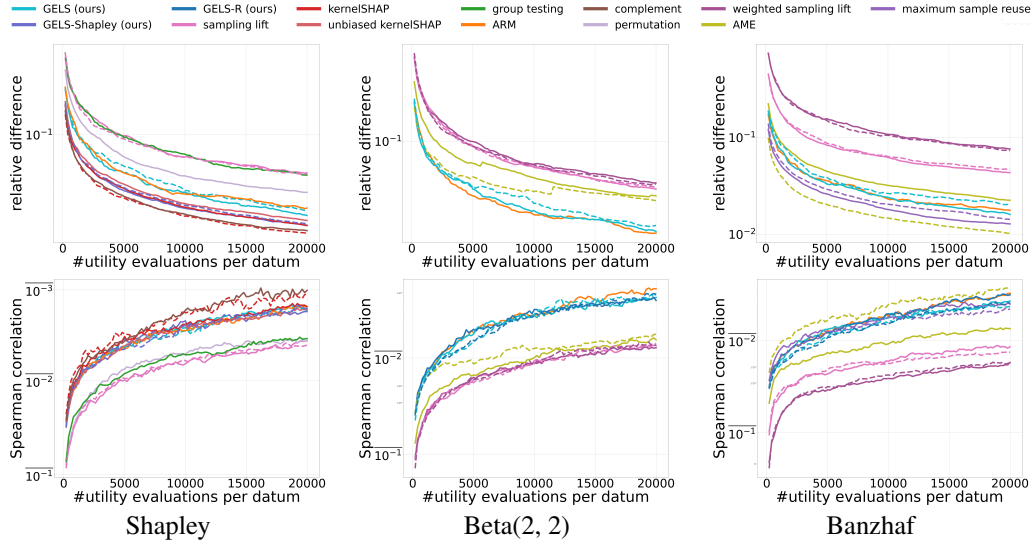 GELS (ours) GELS-R (ours) kernelSHAP group testing complement weighted sampling lift maximum sample reuse
GELS-Shapley (ours) sampling lift unbiased kernelSHAP ARM permutation AME
relative difference
10⁻¹
0 5000 10000 15000 20000
#utility evaluations per datum
relative difference
10⁻¹
0 5000 10000 15000 20000
#utility evaluations per datum
relative difference
10⁻¹
10⁻²
0 5000 10000 15000 20000
#utility evaluations per datum
Spearman correlation
10⁻³
10⁻²
10⁻¹
0 5000 10000 15000 20000
#utility evaluations per datum
Shapley
Spearman correlation
10⁻²
10⁻¹
0 5000 10000 15000 20000
#utility evaluations per datum
Beta(2, 2)
Spearman correlation
10⁻²
10⁻¹
0 5000 10000 15000 20000
#utility evaluations per datum
Banzhaf